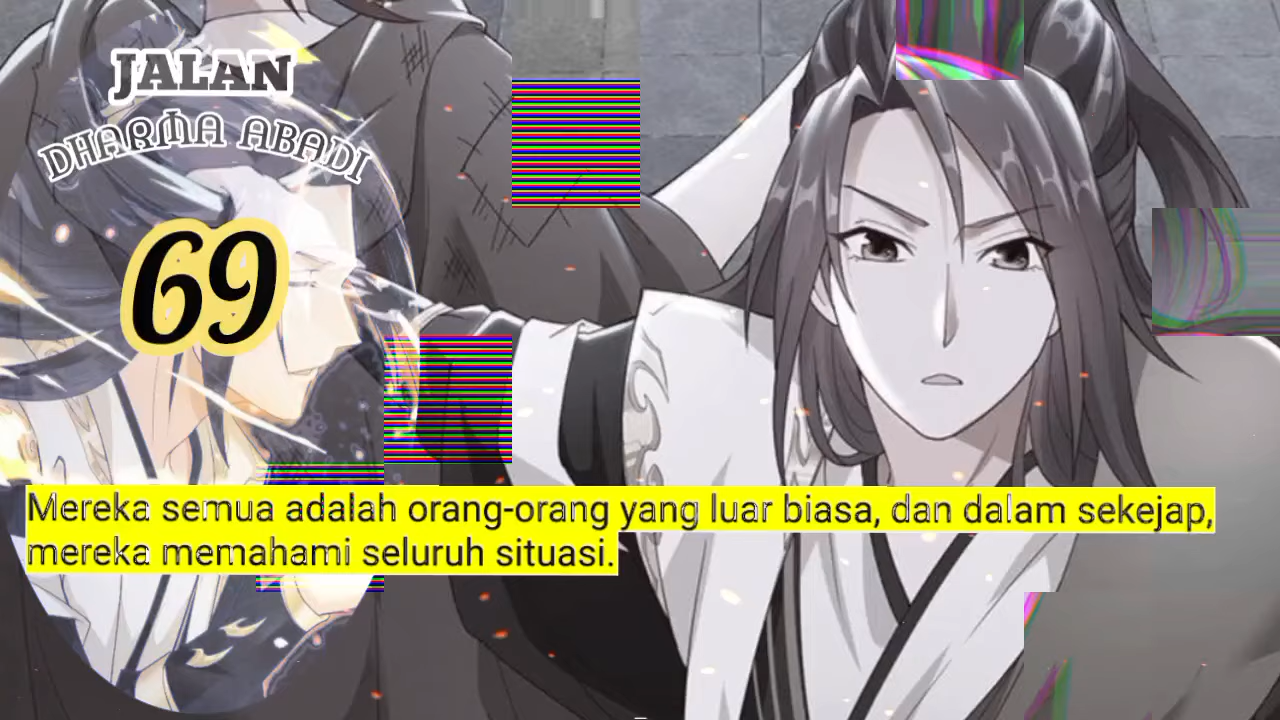 JALAN
DHARMA ABADI
69
Mereka semua adalah orang-orang yang luar biasa, dan dalam sekejap,
mereka memahami seluruh situasi.